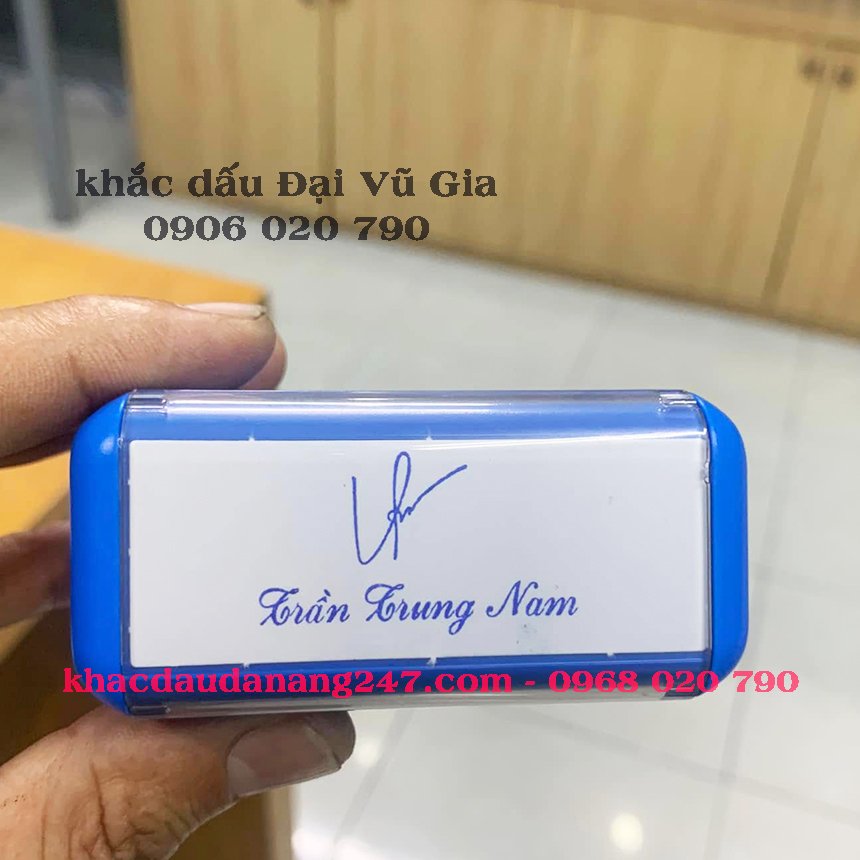 khắc dấu Đại Vũ Gia
0906 020 790
Trần Trung Nam
khacdaudanang247.com - 0968 020 790